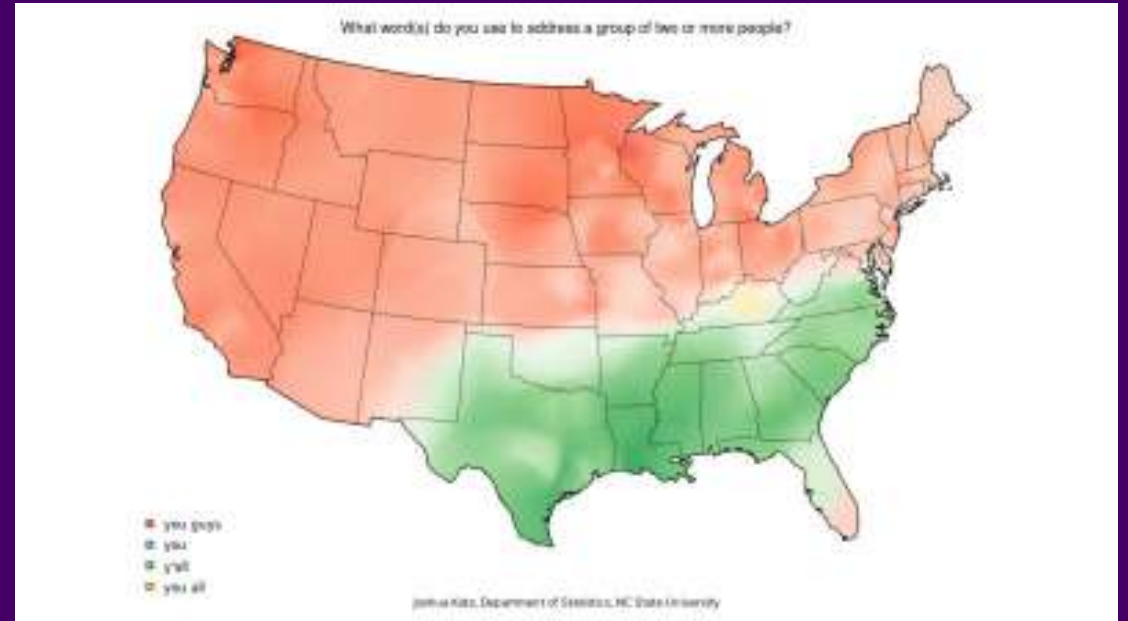 What word(s) do you use to address a group of two or more people?
you guys
you
y'all
you all
Joshua Katz, Department of Statistics, NC State University